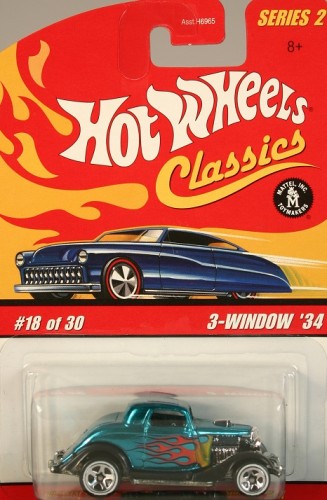 Asst.H6965
SERIES 2
8+
Hot Wheels
Classics
MATTEL, INC.
M
TOYMAKERS
#18 of 30
3-WINDOW '34